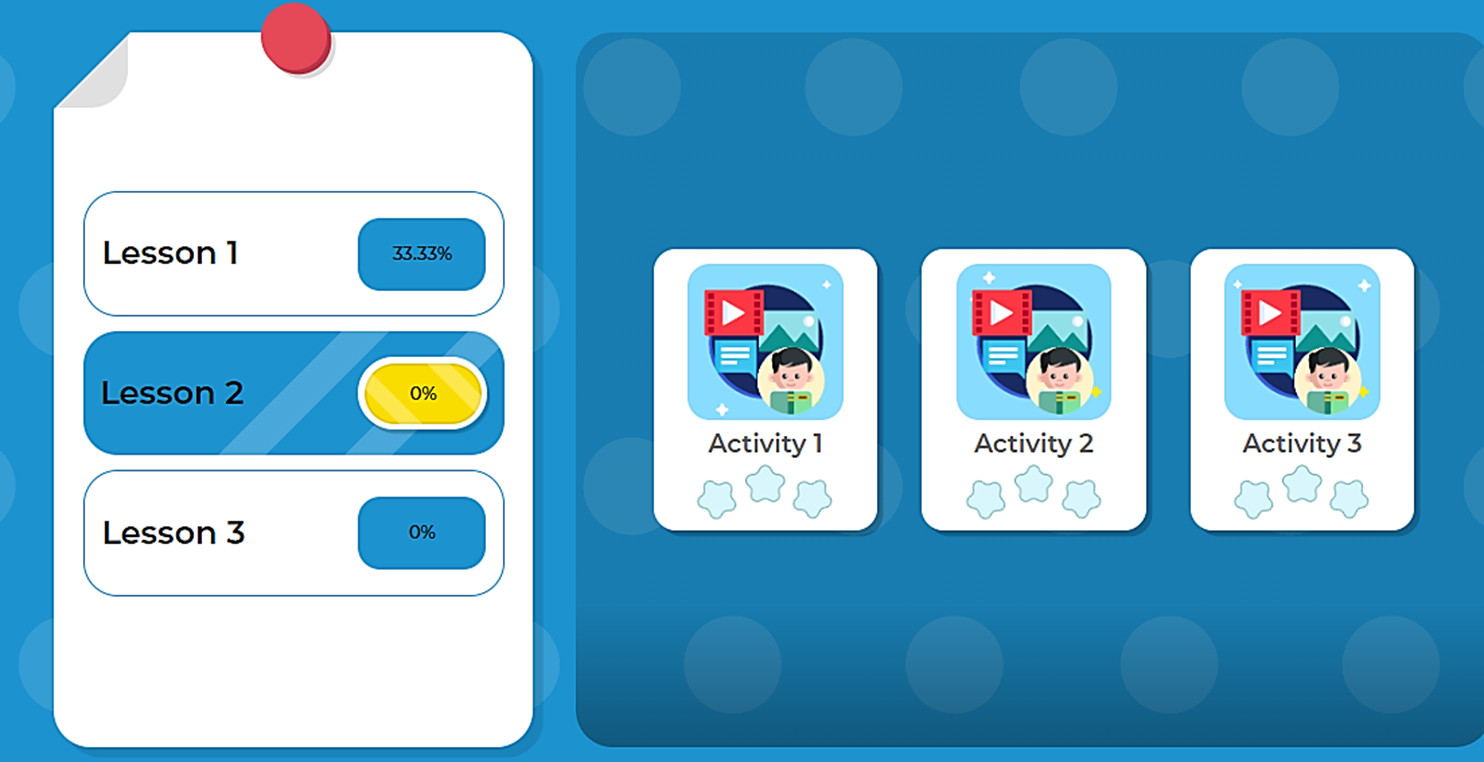 Lesson 1
33.33%
Lesson 2
0%
Lesson 3
0%
Activity 1
Activity 2
Activity 3